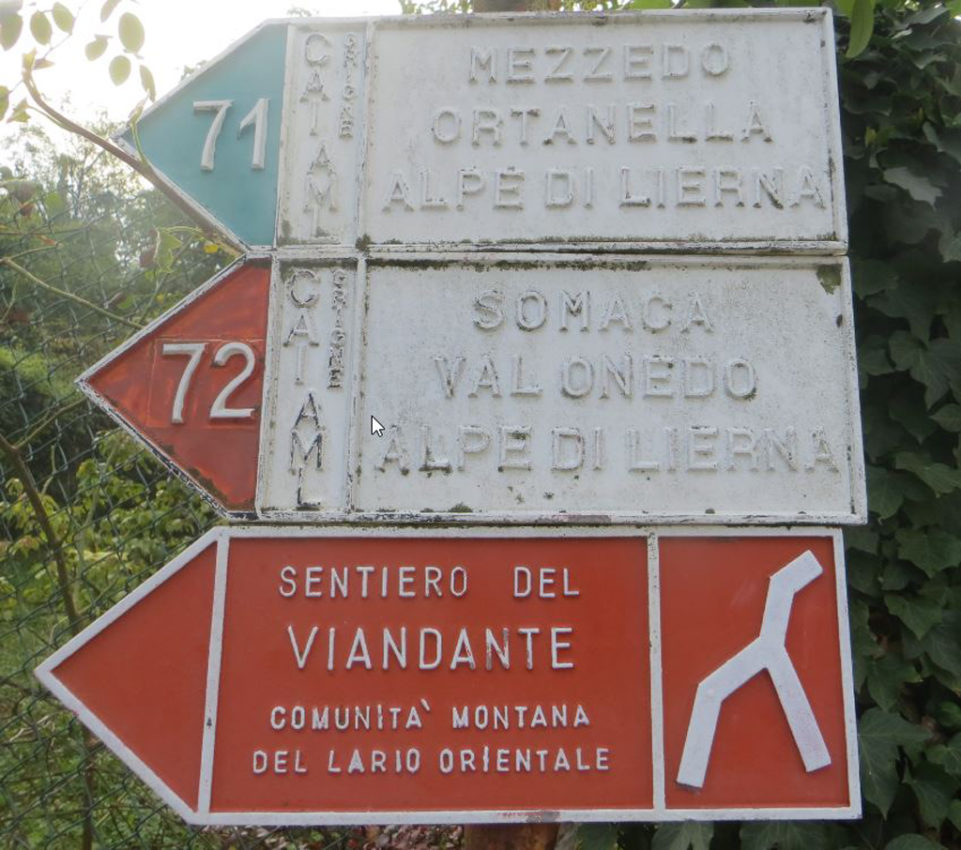 71
CAI AML
GRIGNE
MEZZEDO
ORTANELLA
ALPE DI LIERNA
72
CAI AML
GRIGNE
SOMACA
VAL ONEDO
ALPE DI LIERNA
SENTIERO DEL
VIANDANTE
COMUNITA` MONTANA
DEL LARIO ORIENTALE